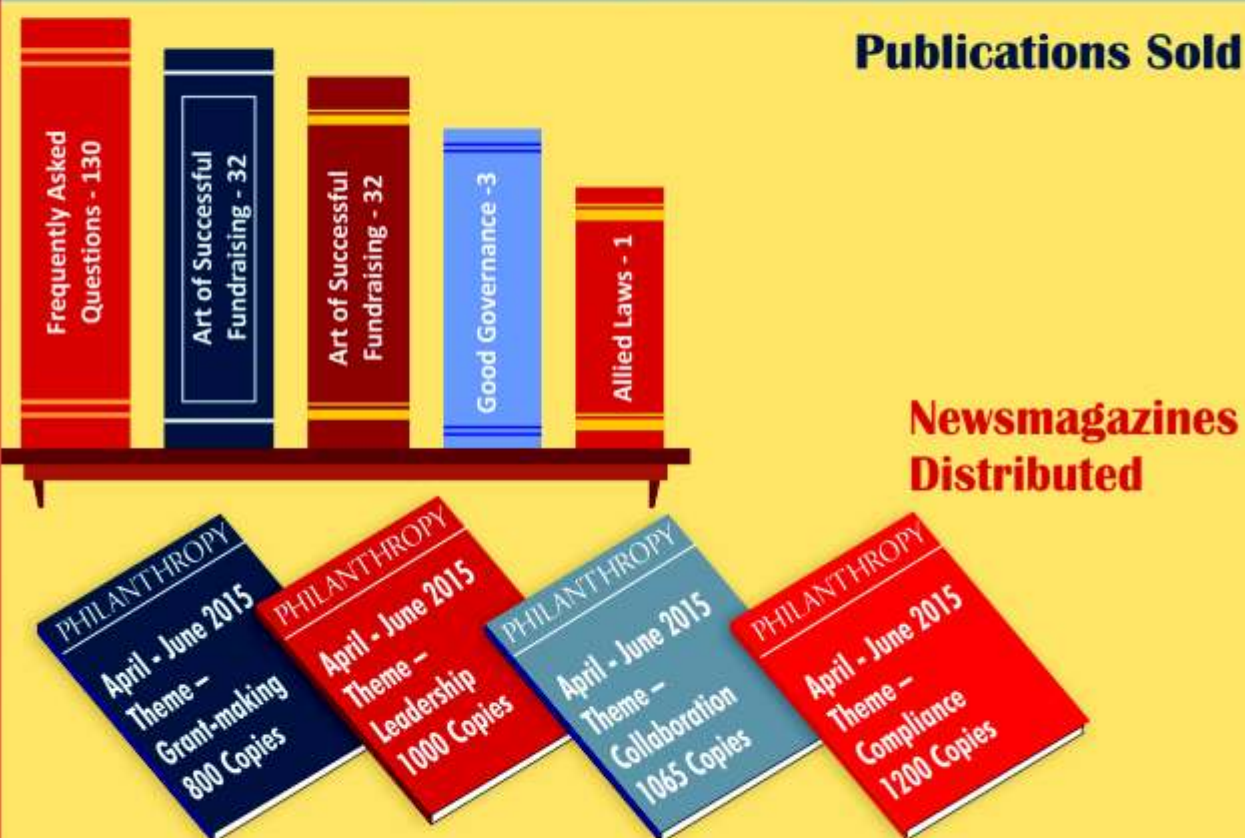 Publications Sold
Frequently Asked
Questions - 130
Art of Successful
Fundraising - 32
Art of Successful
Fundraising - 32
Good Governance -3
Allied Laws - 1
Newsmagazines
Distributed
PHILANTHROPY
April - June 2015
Theme –
Grant-making
800 Copies
PHILANTHROPY
April - June 2015
Theme –
Leadership
1000 Copies
PHILANTHROPY
April - June 2015
Theme –
Collaboration
1065 Copies
PHILANTHROPY
April - June 2015
Theme –
Compliance
1200 Copies